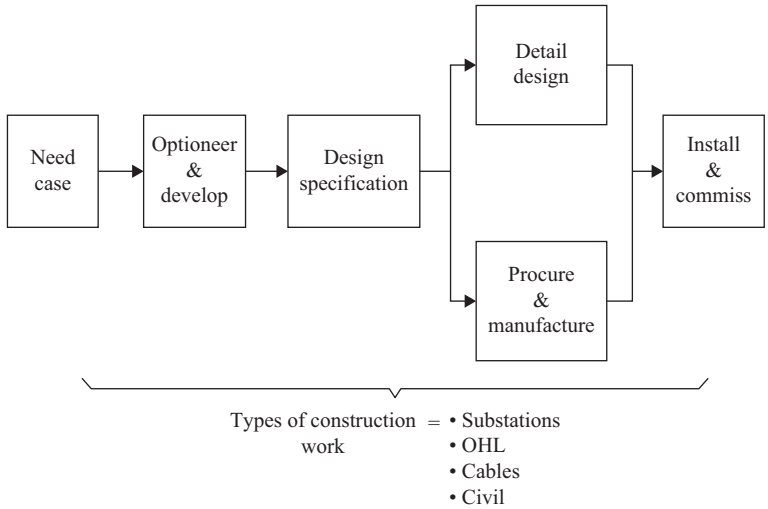 Need
case
Optioneer
&
develop
Design
specification
Detail
design
Procure
&
manufacture
Install
&
commiss
Types of construction = • Substations
work • OHL
• Cables
• Civil